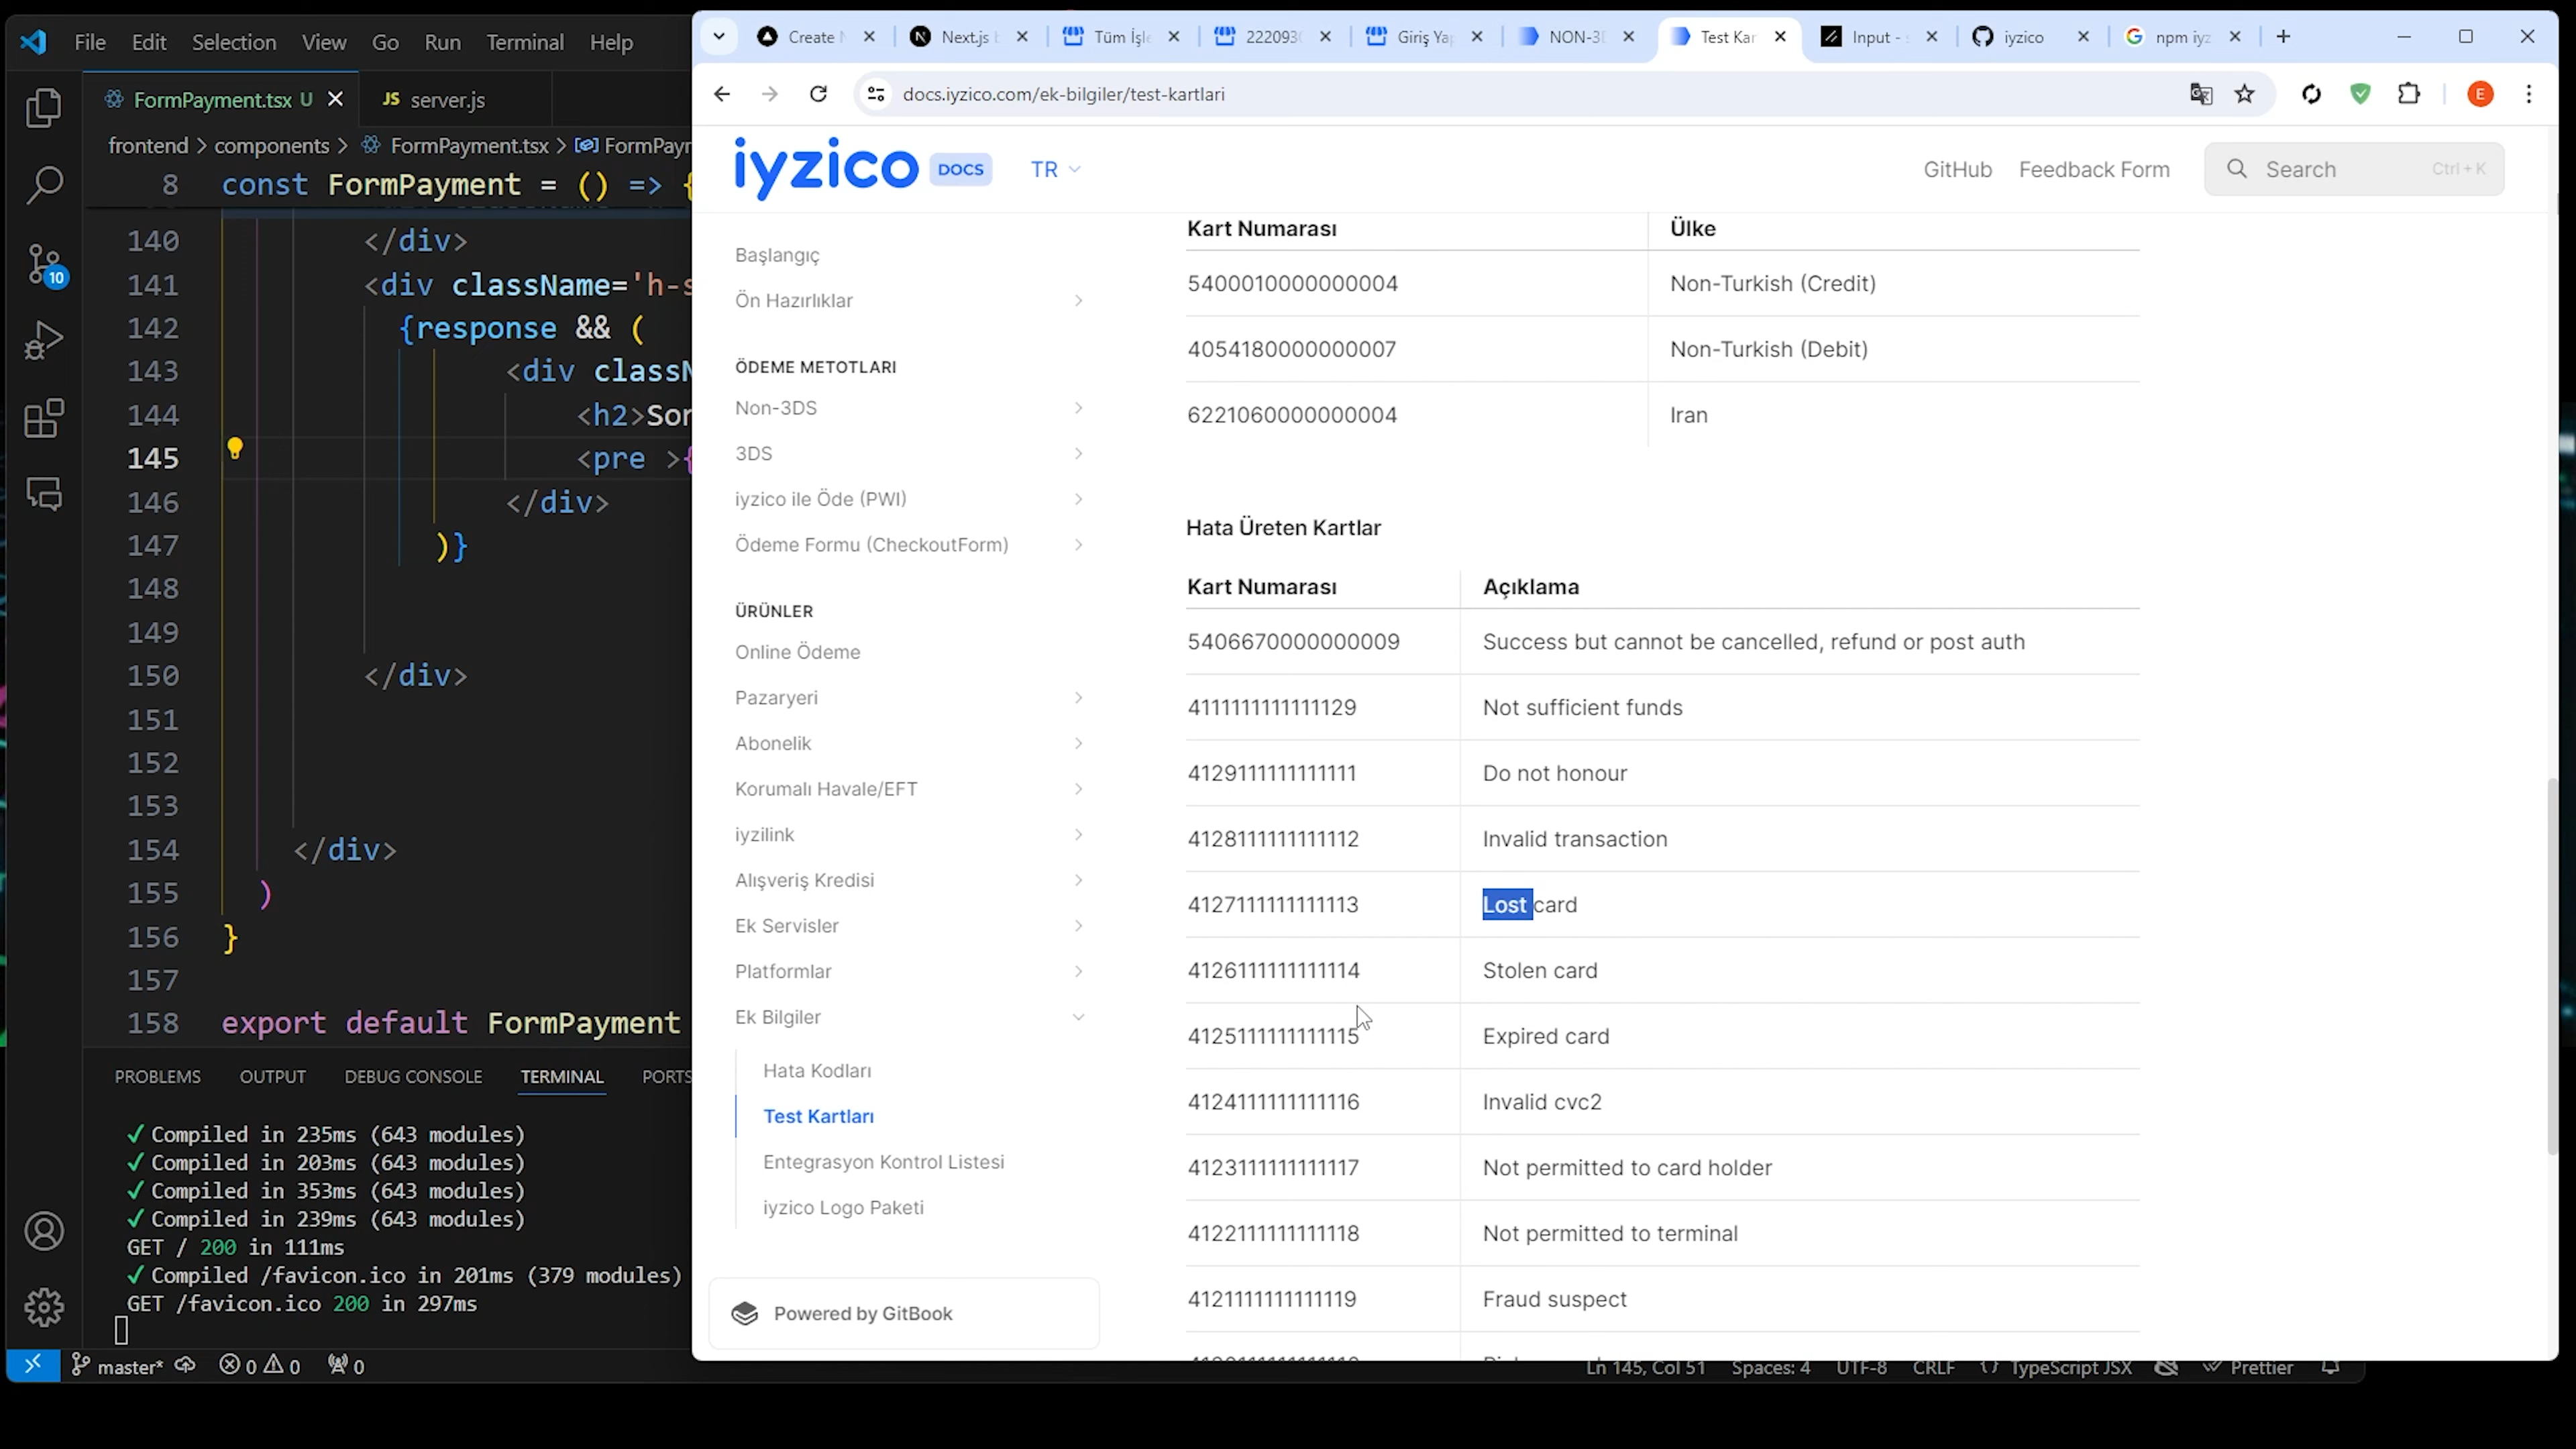 File Edit Selection View Go Run Terminal Help
FormPayment.tsx U
JS server.js
frontend > components > FormPayment.tsx >
8 const FormPayment = () => {
140 </div>
141 <div className='h-s
142 {response && (
143 <div classN
144 <h2>Sor
145 <pre >{
146 </div>
147 )}
148
149
150 </div>
151
152
153
154 </div>
155 )
156 }
157
158 export default FormPayment
10
PROBLEMS OUTPUT DEBUG CONSOLE TERMINAL PORTS
✓ Compiled in 235ms (643 modules)
✓ Compiled in 203ms (643 modules)
✓ Compiled in 353ms (643 modules)
✓ Compiled in 239ms (643 modules)
GET / 200 in 111ms
✓ Compiled /favicon.ico in 201ms (379 modules)
GET /favicon.ico 200 in 297ms
master* 0 0 0
Ln 145, Col 51 Spaces: 4 UTF-8 CRLF TypeScript JSX Prettier
Create Next.js Tüm İşle 222093 Giriş Yap NON-3D Test Kar Input - iyzico npm iyz
docs.iyzico.com/ek-bilgiler/test-kartlari
E
iyzico DOCS TR
GitHub Feedback Form Search Ctrl + K
Başlangıç
Ön Hazırlıklar
ÖDEME METOTLARI
Non-3DS
3DS
iyzico ile Öde (PWI)
Ödeme Formu (CheckoutForm)
ÜRÜNLER
Online Ödeme
Pazaryeri
Abonelik
Korumalı Havale/EFT
iyzilink
Alışveriş Kredisi
Ek Servisler
Platformlar
Ek Bilgiler
Hata Kodları
Test Kartları
Entegrasyon Kontrol Listesi
iyzico Logo Paketi
Powered by GitBook
Kart Numarası Ülke
5400010000000004 Non-Turkish (Credit)
4054180000000007 Non-Turkish (Debit)
6221060000000004 Iran
Hata Üreten Kartlar
Kart Numarası Açıklama
5406670000000009 Success but cannot be cancelled, refund or post auth
4111111111111129 Not sufficient funds
4129111111111111 Do not honour
4128111111111112 Invalid transaction
4127111111111113 Lost card
4126111111111114 Stolen card
4125111111111115 Expired card
4124111111111116 Invalid cvc2
4123111111111117 Not permitted to card holder
4122111111111118 Not permitted to terminal
4121111111111119 Fraud suspect